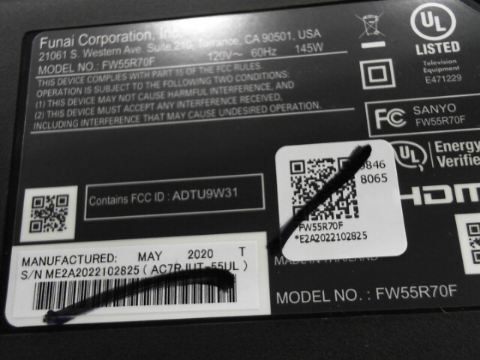 Funai Corporation, Inc.
21061 S. Western Ave. Suite 210, Torrance, CA 90501, USA
MODEL NO.: FW55R70F 120V~ 60Hz 145W
THIS DEVICE COMPLIES WITH PART 15 OF THE FCC RULES.
OPERATION IS SUBJECT TO THE FOLLOWING TWO CONDITIONS:
(1) THIS DEVICE MAY NOT CAUSE HARMFUL INTERFERENCE, AND
(2) THIS DEVICE MUST ACCEPT ANY INTERFERENCE RECEIVED,
INCLUDING INTERFERENCE THAT MAY CAUSE UNDESIRED OPERATION.
UL
LISTED
Television
Equipment
E471229
FC SANYO
FW55R70F
UL Energy
Verified
HDMI
Contains FCC ID : ADTU9W31
0846
8065
FW55R70F
*E2A2022102825
MANUFACTURED: MAY 2020 T
S/N ME2A2022102825 ( AC7RJUT-55UL )
MADE IN THAILAND
MODEL NO. : FW55R70F